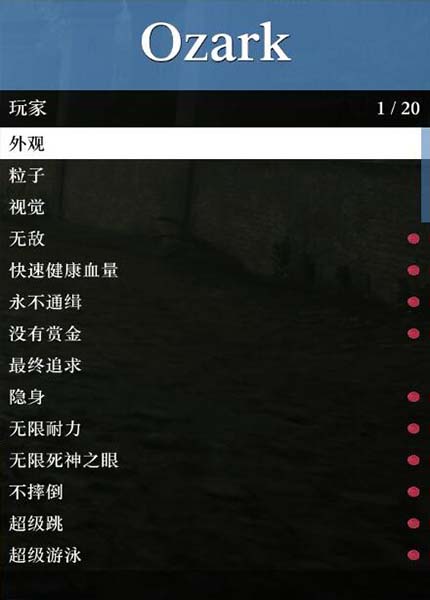 Ozark
玩家 1 / 20
外观
粒子
视觉
无敌
快速健康血量
永不通缉
没有赏金
最终追求
隐身
无限耐力
无限死神之眼
不摔倒
超级跳
超级游泳